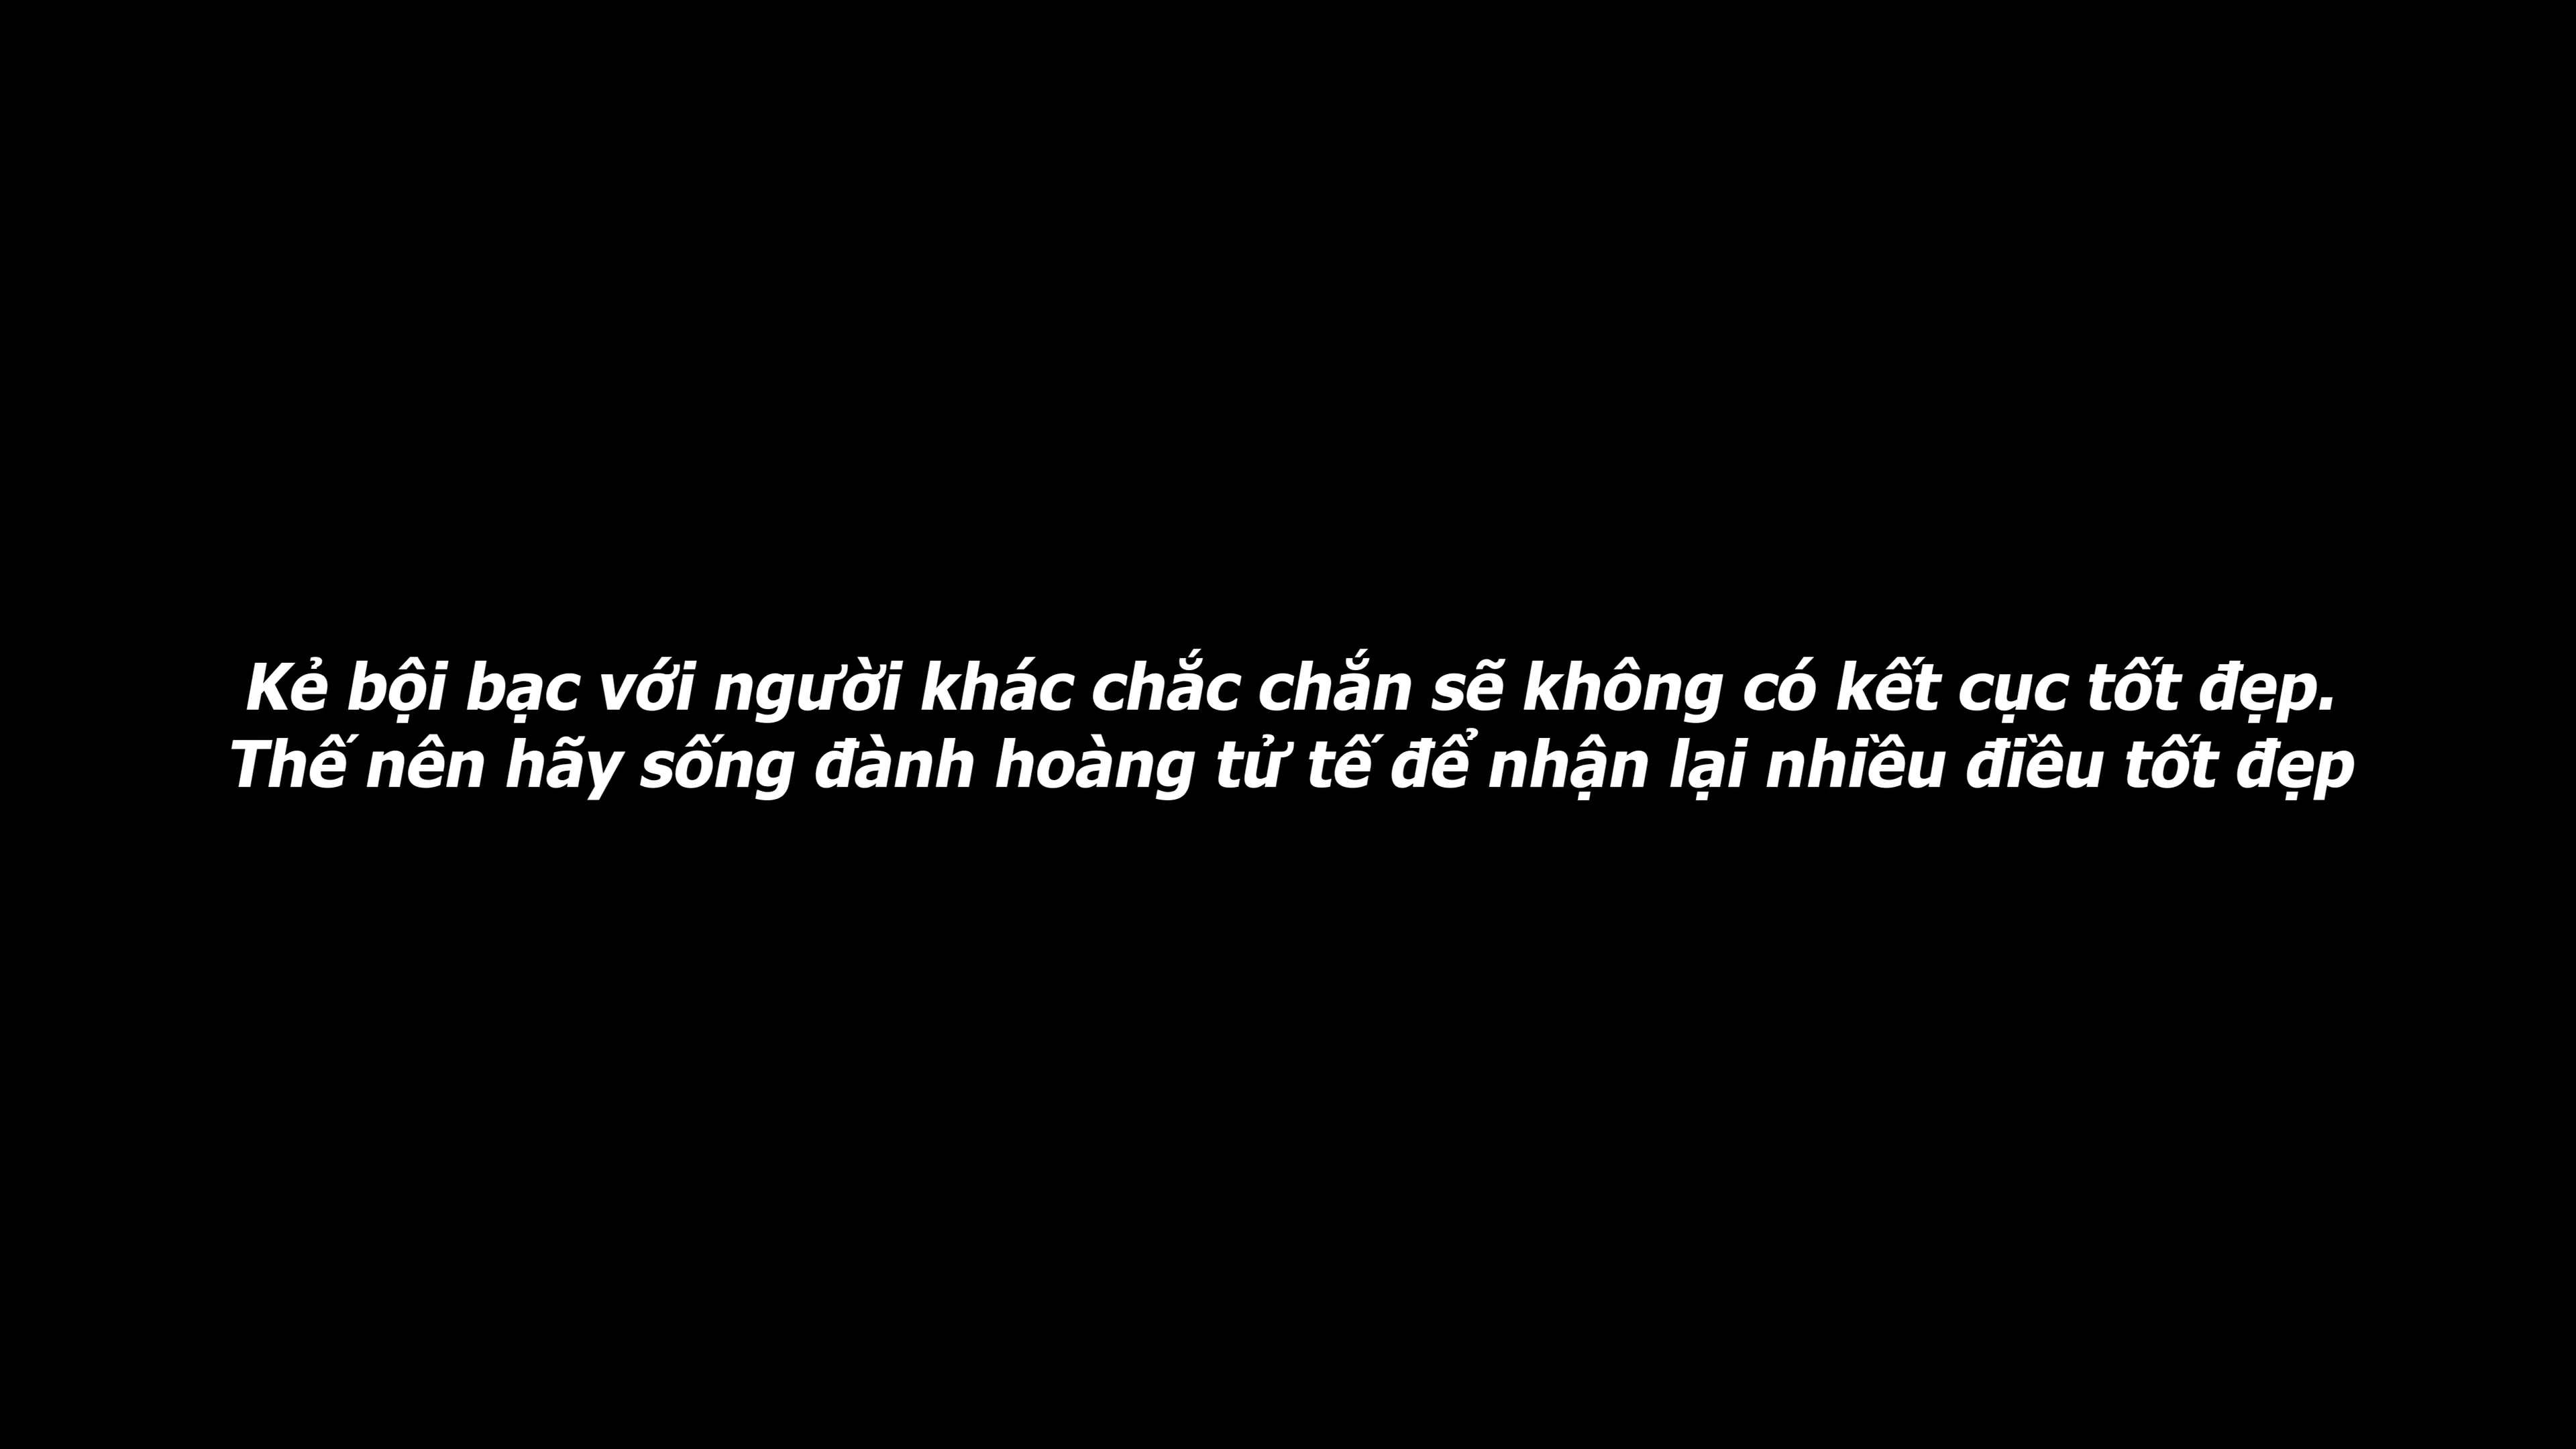 Kẻ bội bạc với người khác chắc chắn sẽ không có kết cục tốt đẹp.
Thế nên hãy sống đành hoàng tử tế để nhận lại nhiều điều tốt đẹp